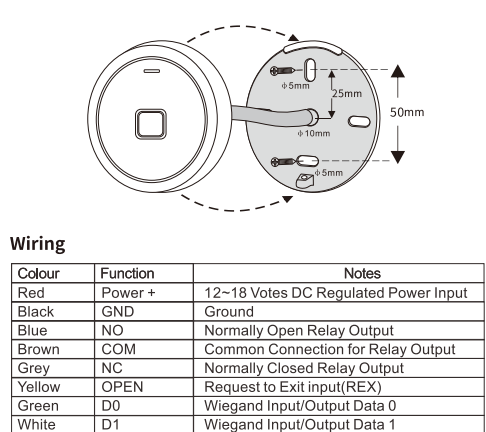 ϕ5mm
25mm
50mm
ϕ10mm
ϕ5mm
Wiring
Colour Function Notes
Red Power + 12~18 Votes DC Regulated Power Input
Black GND Ground
Blue NO Normally Open Relay Output
Brown COM Common Connection for Relay Output
Grey NC Normally Closed Relay Output
Yellow OPEN Request to Exit input(REX)
Green D0 Wiegand Input/Output Data 0
White D1 Wiegand Input/Output Data 1